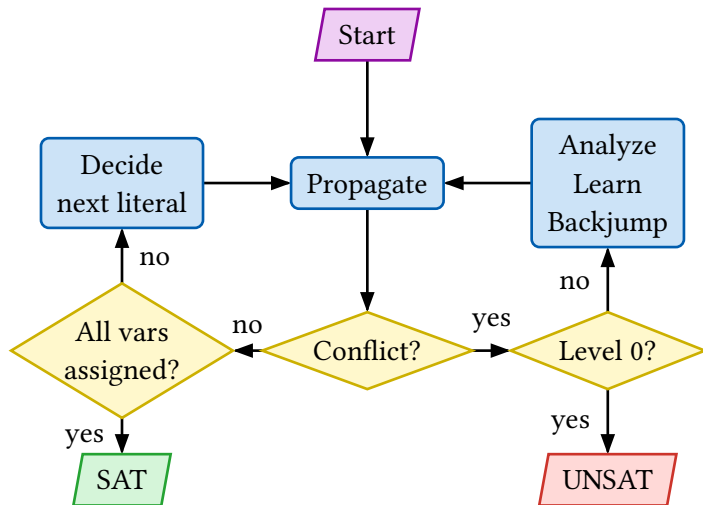 Start
Decide
next literal
Propagate
Analyze
Learn
Backjump
no
no
All vars
assigned?
no
Conflict?
yes
Level 0?
yes
yes
SAT
UNSAT